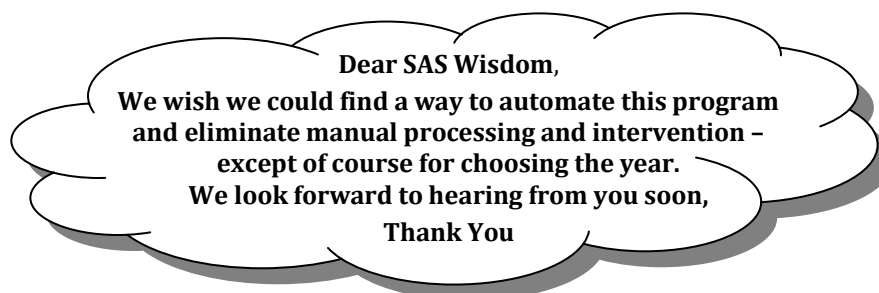 Dear SAS Wisdom,
We wish we could find a way to automate this program
and eliminate manual processing and intervention –
except of course for choosing the year.
We look forward to hearing from you soon,
Thank You